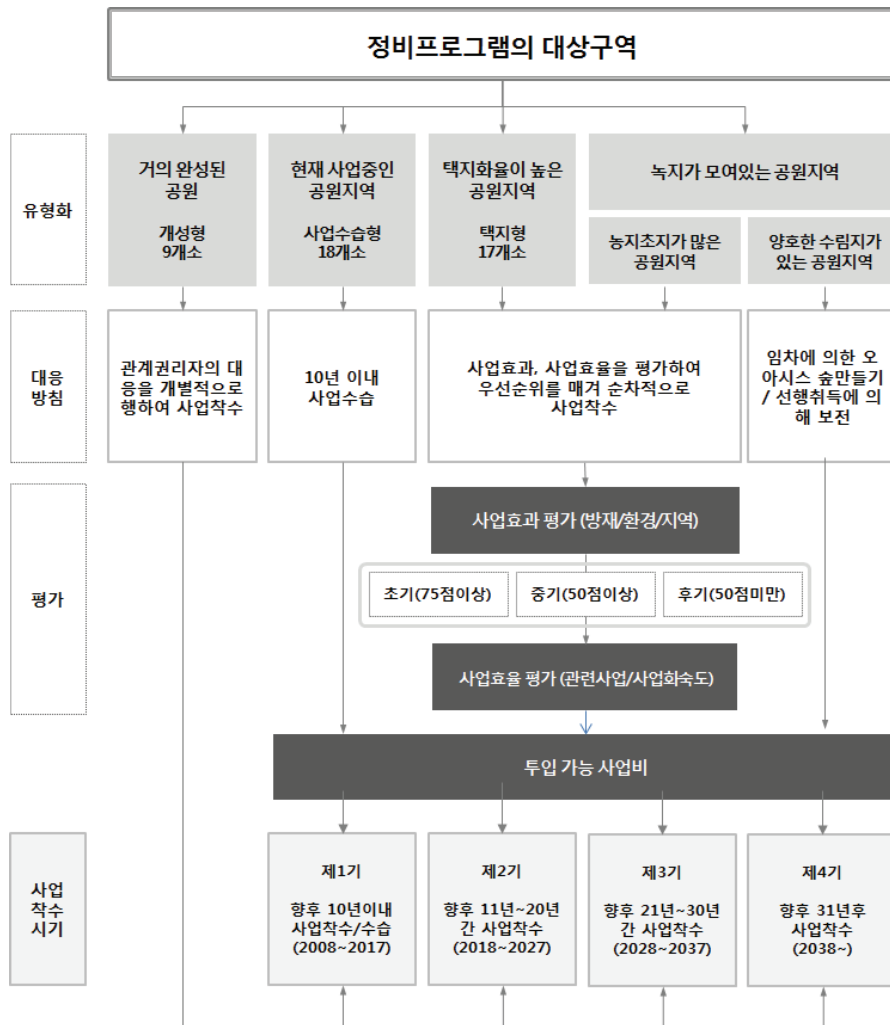 정비프로그램의 대상구역
유형화
거의 완성된
공원
개성형
9개소
현재 사업중인
공원지역
사업수습형
18개소
택지화율이 높은
공원지역
택지형
17개소
녹지가 모여있는 공원지역
농지초지가 많은
공원지역
양호한 수림지가
있는 공원지역
대응
방침
관계권리자의 대
응을 개별적으로
행하여 사업착수
10년 이내
사업수습
사업효과, 사업효율을 평가하여
우선순위를 매겨 순차적으로
사업착수
임차에 의한 오
아시스 숲만들기
/ 선행취득에 의
해 보전
평가
사업효과 평가 (방재/환경/지역)
초기(75점이상)
중기(50점이상)
후기(50점미만)
사업효율 평가 (관련사업/사업화숙도)
투입 가능 사업비
사업
착수
시기
제1기
향후 10년이내
사업착수/수습
(2008~2017)
제2기
향후 11년~20년
간 사업착수
(2018~2027)
제3기
향후 21년~30년
간 사업착수
(2028~2037)
제4기
향후 31년후
사업착수
(2038~)